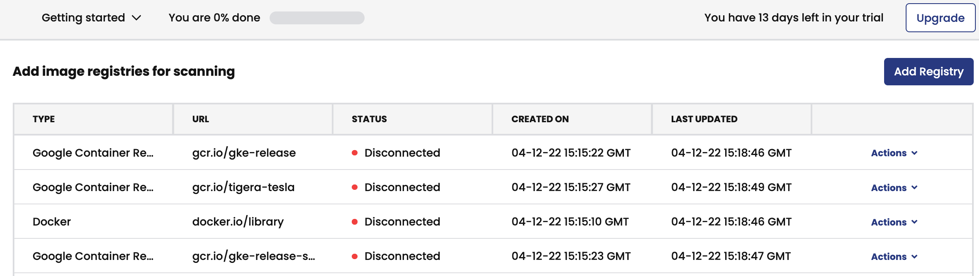 Getting started You are 0% done You have 13 days left in your trial Upgrade
Add image registries for scanning Add Registry
TYPE URL STATUS CREATED ON LAST UPDATED
Google Container Re... gcr.io/gke-release Disconnected 04-12-22 15:15:22 GMT 04-12-22 15:18:46 GMT Actions
Google Container Re... gcr.io/tigera-tesla Disconnected 04-12-22 15:15:27 GMT 04-12-22 15:18:49 GMT Actions
Docker docker.io/library Disconnected 04-12-22 15:15:10 GMT 04-12-22 15:18:46 GMT Actions
Google Container Re... gcr.io/gke-release-s... Disconnected 04-12-22 15:15:23 GMT 04-12-22 15:18:47 GMT Actions